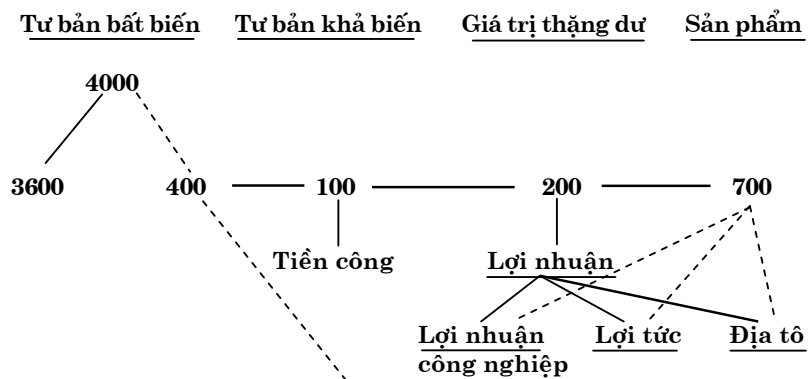 Tư bản bất biến Tư bản khả biến Giá trị thặng dư Sản phẩm
4000
3600 400 100 200 700
Tiền công Lợi nhuận
Lợi nhuận Lợi tức Địa tô
công nghiệp